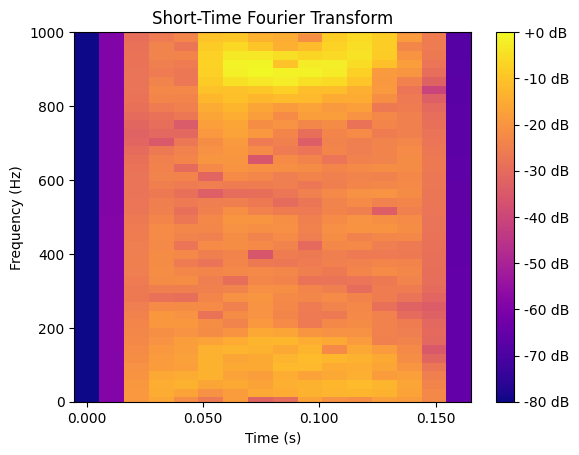 Short-Time Fourier Transform
1000
800
600
400
200
0
Frequency (Hz)
0.000
0.050
0.100
0.150
Time (s)
+0 dB
-10 dB
-20 dB
-30 dB
-40 dB
-50 dB
-60 dB
-70 dB
-80 dB